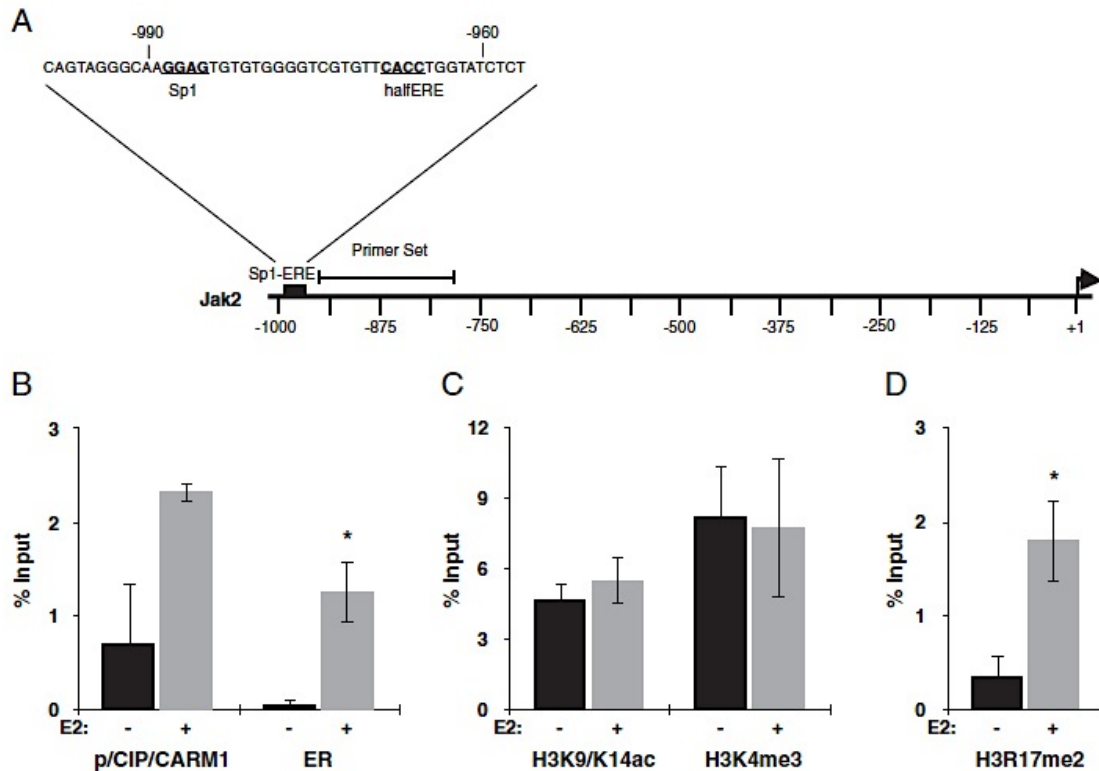 A
-990 -960
CAGTAGGGCAAGGAGTGTGTGGGGTCGTGTTCACCTGGTATCTCT
Sp1 halfERE
Primer Set
Sp1-ERE
Jak2
-1000 -875 -750 -625 -500 -375 -250 -125 +1
B
% Input
3
2
1
0
E2: - + - +
p/CIP/CARM1 ER
*
C
% Input
12
9
6
3
0
E2: - + - +
H3K9/K14ac H3K4me3
D
% Input
3
2
1
0
*
E2: - +
H3R17me2